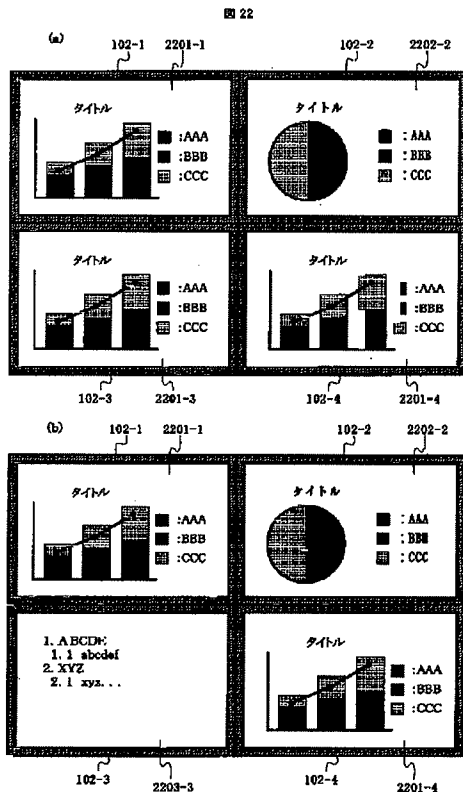 図 22
(a)
102-1 2201-1 102-2 2202-2
タイトル
:AAA
:BBB
:CCC
タイトル
:AAA
:BBB
:CCC
タイトル
:AAA
:BBB
:CCC
タイトル
:AAA
:BBB
:CCC
102-3 2201-3 102-4 2201-4
(b)
102-1 2201-1 102-2 2202-2
タイトル
:AAA
:BBB
:CCC
タイトル
:AAA
:BBB
:CCC
1. ABCDE
1. 1 abcdef
2. XYZ
2. 1 xyz...
タイトル
:AAA
:BBB
:CCC
102-3 2203-3 102-4 2201-4